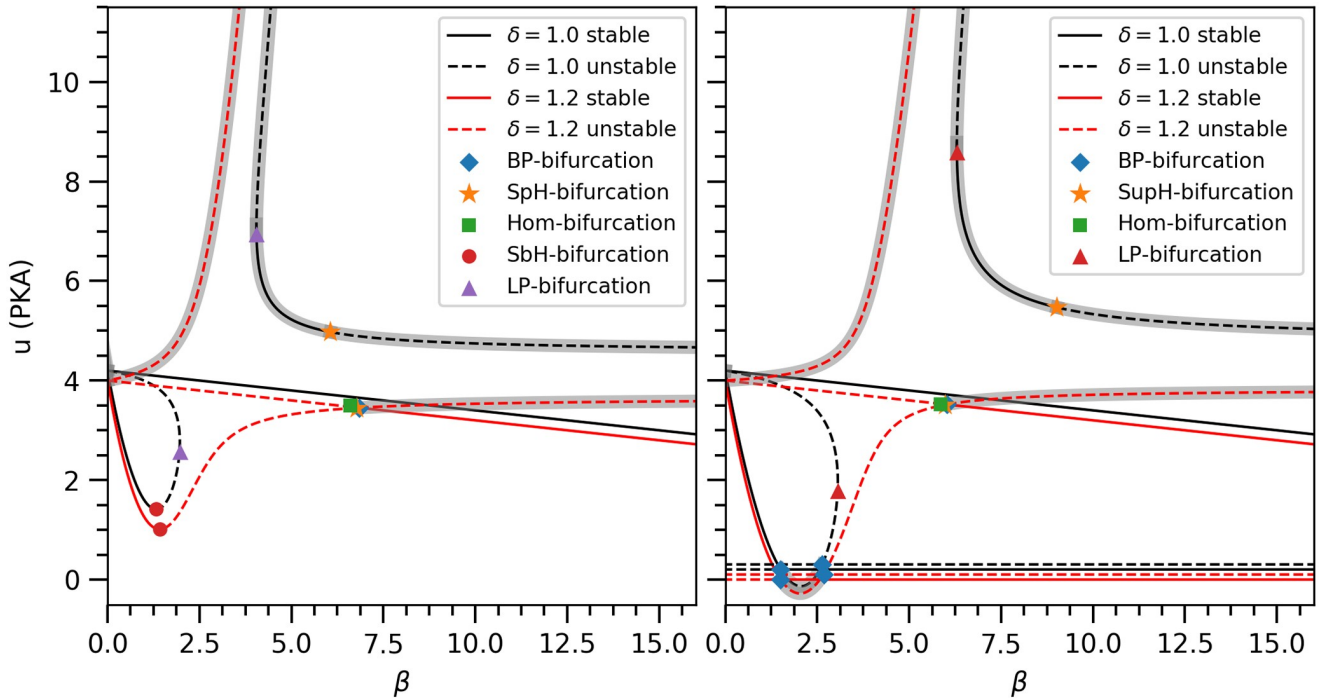 u (PKA)
10
8
6
4
2
0
δ = 1.0 stable
δ = 1.0 unstable
δ = 1.2 stable
δ = 1.2 unstable
BP-bifurcation
SpH-bifurcation
Hom-bifurcation
SbH-bifurcation
LP-bifurcation
0.0 2.5 5.0 7.5 10.0 12.5 15.0
β
δ = 1.0 stable
δ = 1.0 unstable
δ = 1.2 stable
δ = 1.2 unstable
BP-bifurcation
SupH-bifurcation
Hom-bifurcation
LP-bifurcation
0.0 2.5 5.0 7.5 10.0 12.5 15.0
β